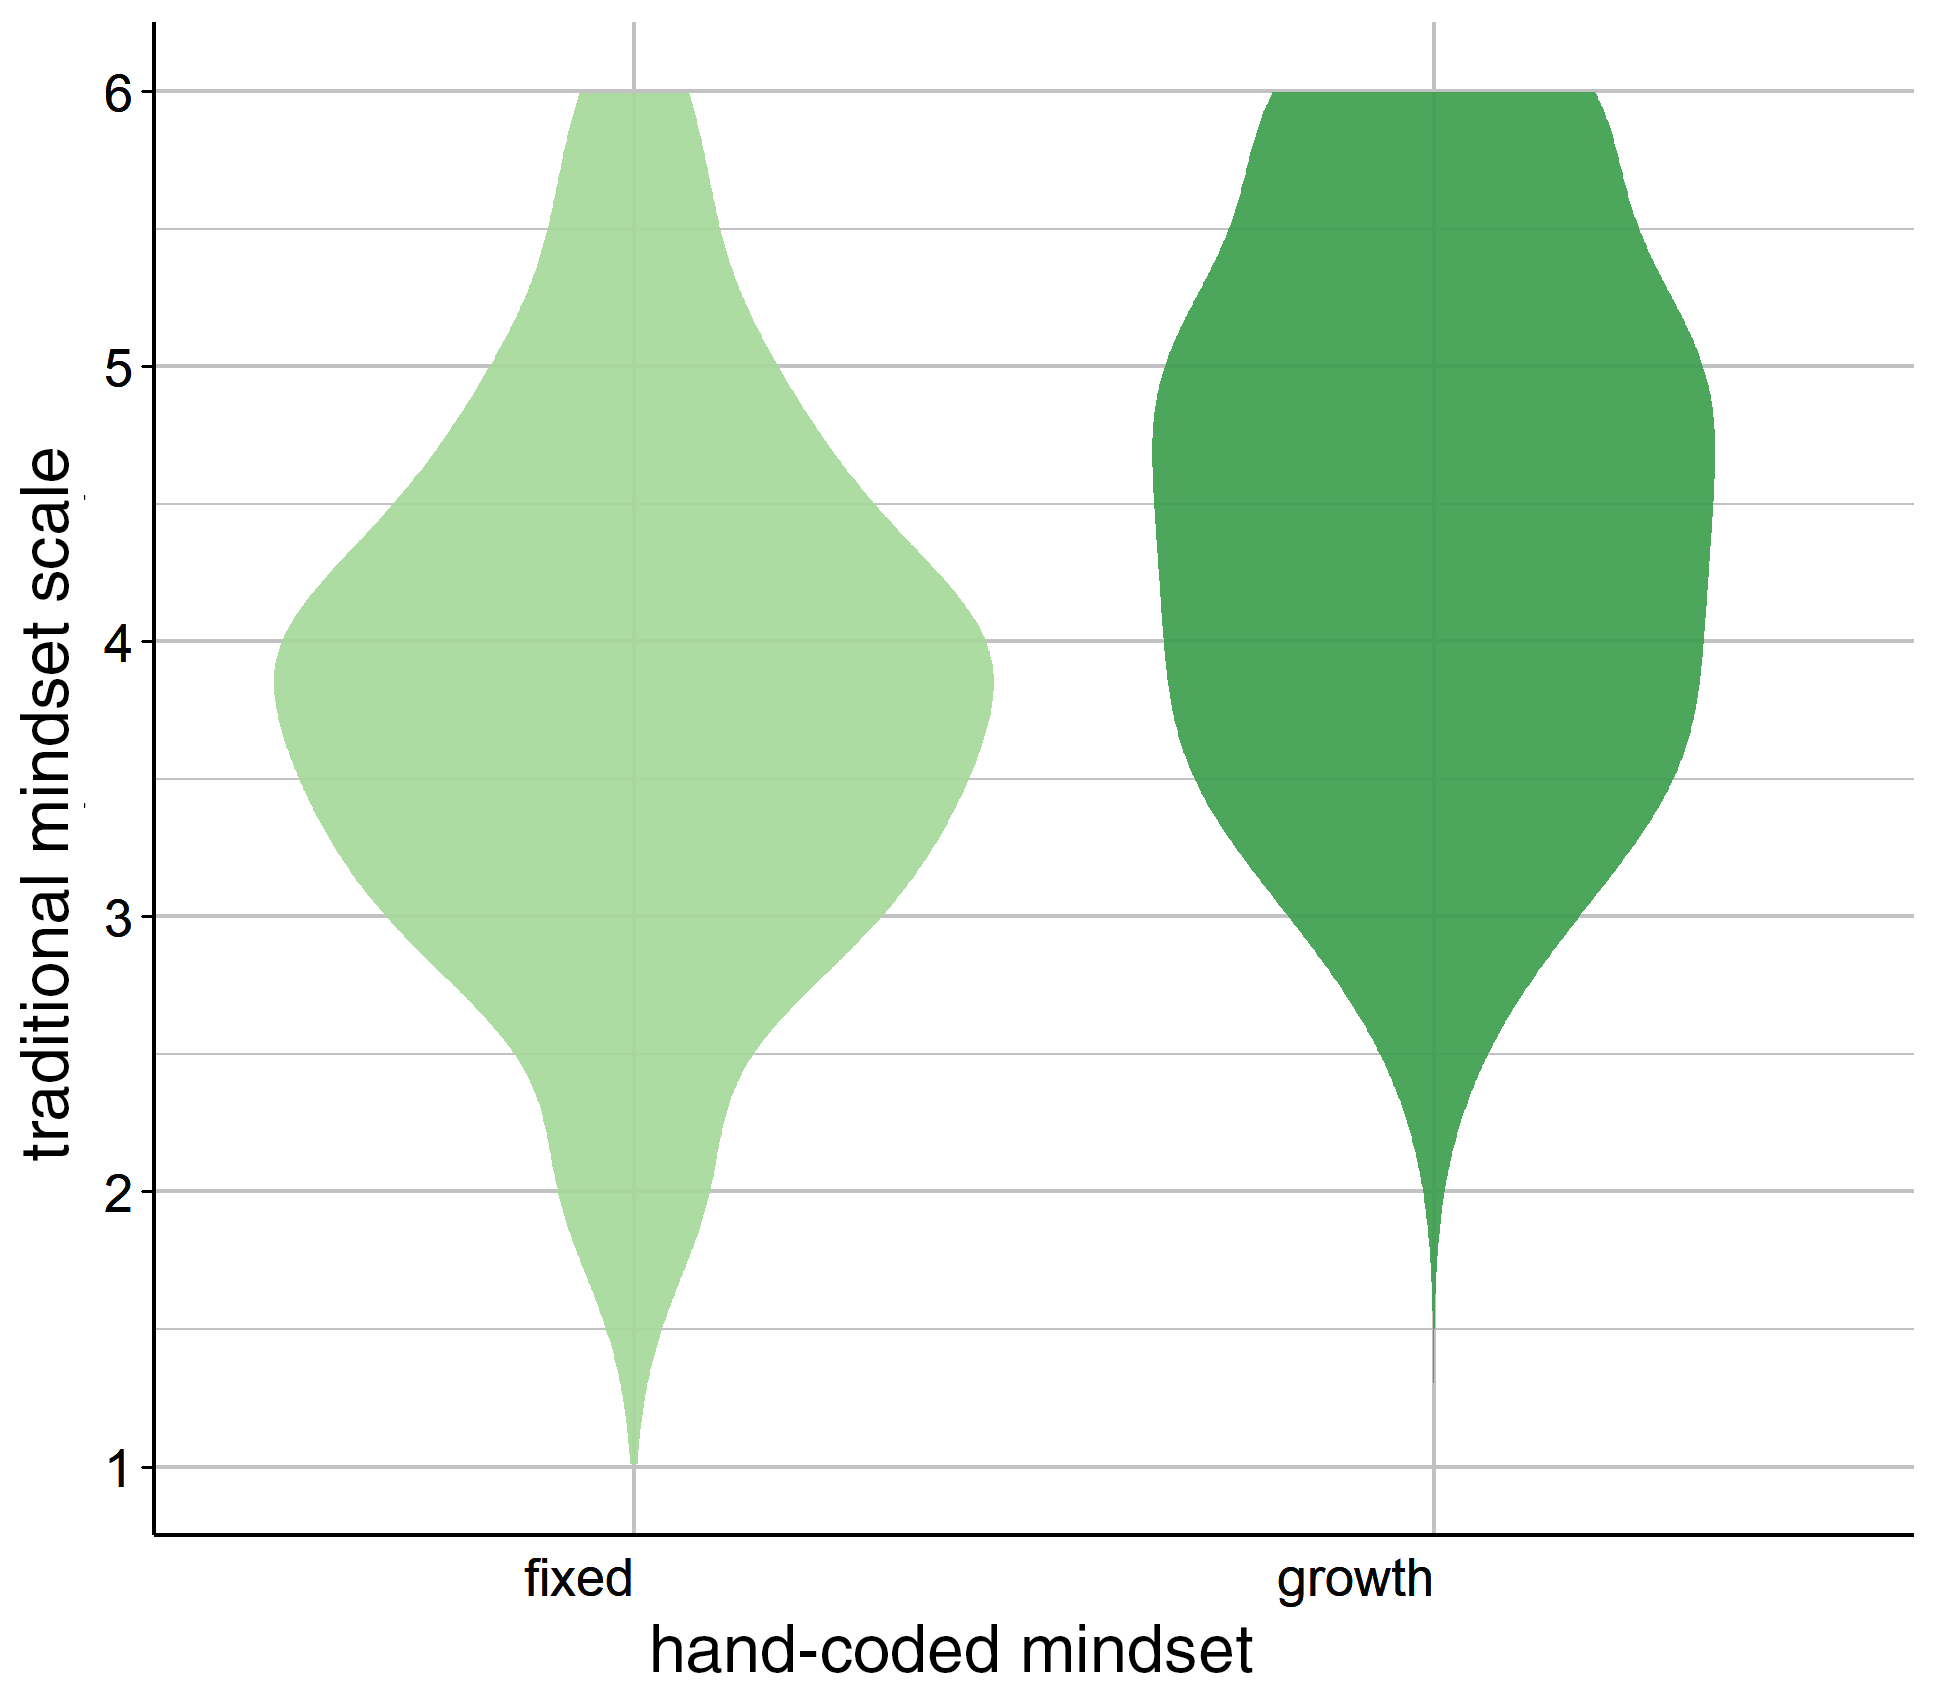 traditional mindset scale
6
5
4
3
2
1
fixed
growth
hand-coded mindset